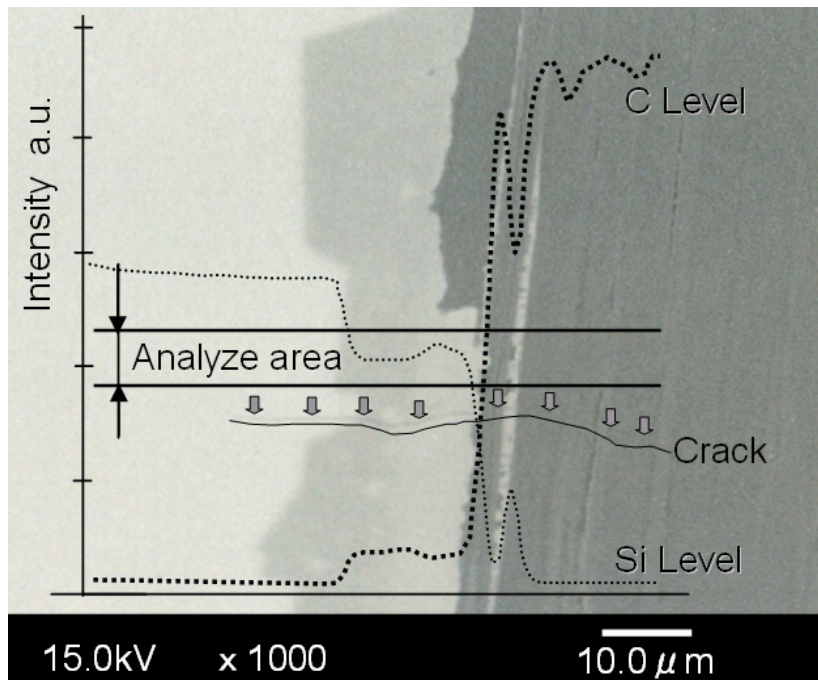 Intensity a.u.
C Level
Analyze area
Crack
Si Level
15.0kV x 1000 10.0 μm